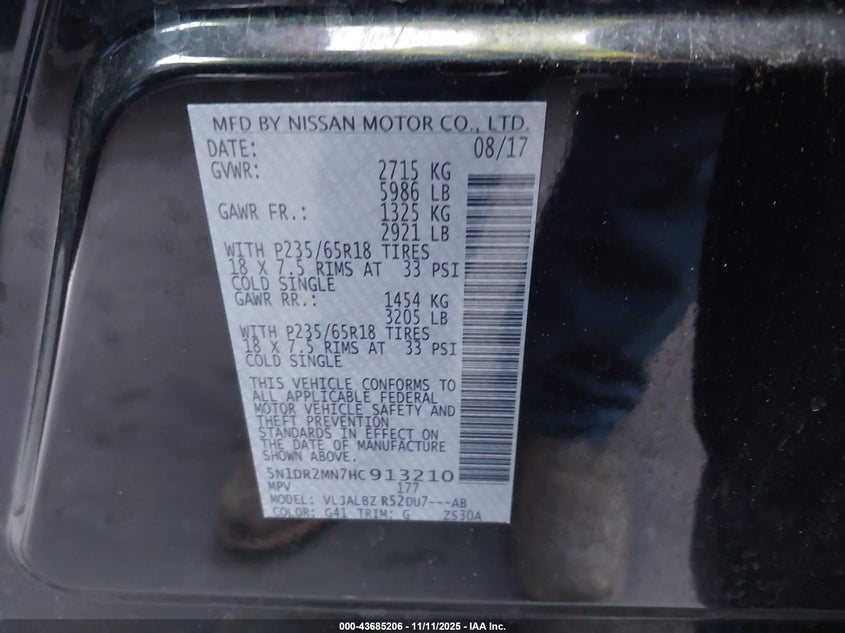 MFD BY NISSAN MOTOR CO., LTD.
DATE: 08/17
GVWR: 2715 KG
5986 LB
GAWR FR.: 1325 KG
2921 LB
WITH P235/65R18 TIRES
18 X 7.5 RIMS AT 33 PSI
COLD SINGLE
GAWR RR.: 1454 KG
3205 LB
WITH P235/65R18 TIRES
18 X 7.5 RIMS AT 33 PSI
COLD SINGLE
THIS VEHICLE CONFORMS TO
ALL APPLICABLE FEDERAL
MOTOR VEHICLE SAFETY AND
THEFT PREVENTION
STANDARDS IN EFFECT ON
THE DATE OF MANUFACTURE
SHOWN ABOVE.
5N1DR2MN7HC913210
MPV 177
MODEL: VLJALBZ R52DU7---AB
COLOR: G41 TRIM: G ZS30A
000-43685206 - 11/11/2025 - IAA Inc.